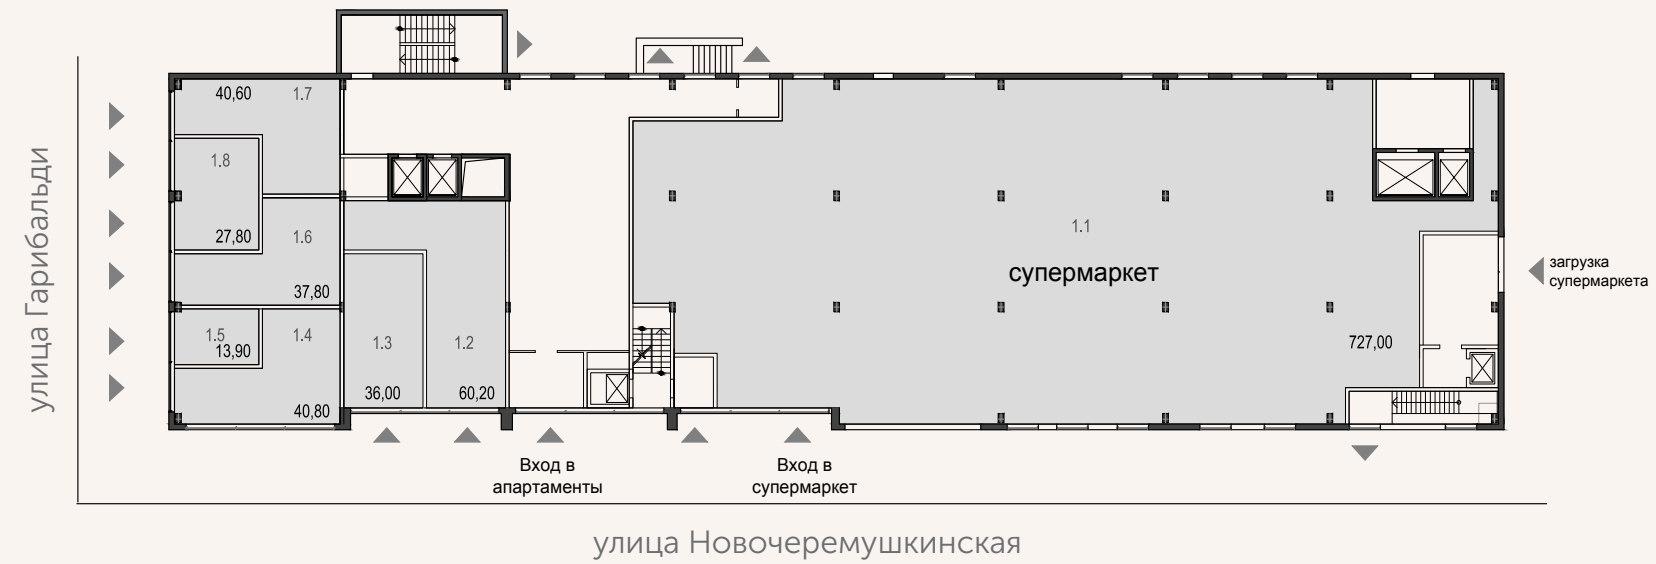 40,60
1.7
1.8
27,80
1.6
37,80
1.5
13,90
1.4
40,80
1.3
36,00
1.2
60,20
1.1
супермаркет
727,00
загрузка
супермаркета
Вход в
апартаменты
Вход в
супермаркет
улица Гарибальди
улица Новочеремушкинская